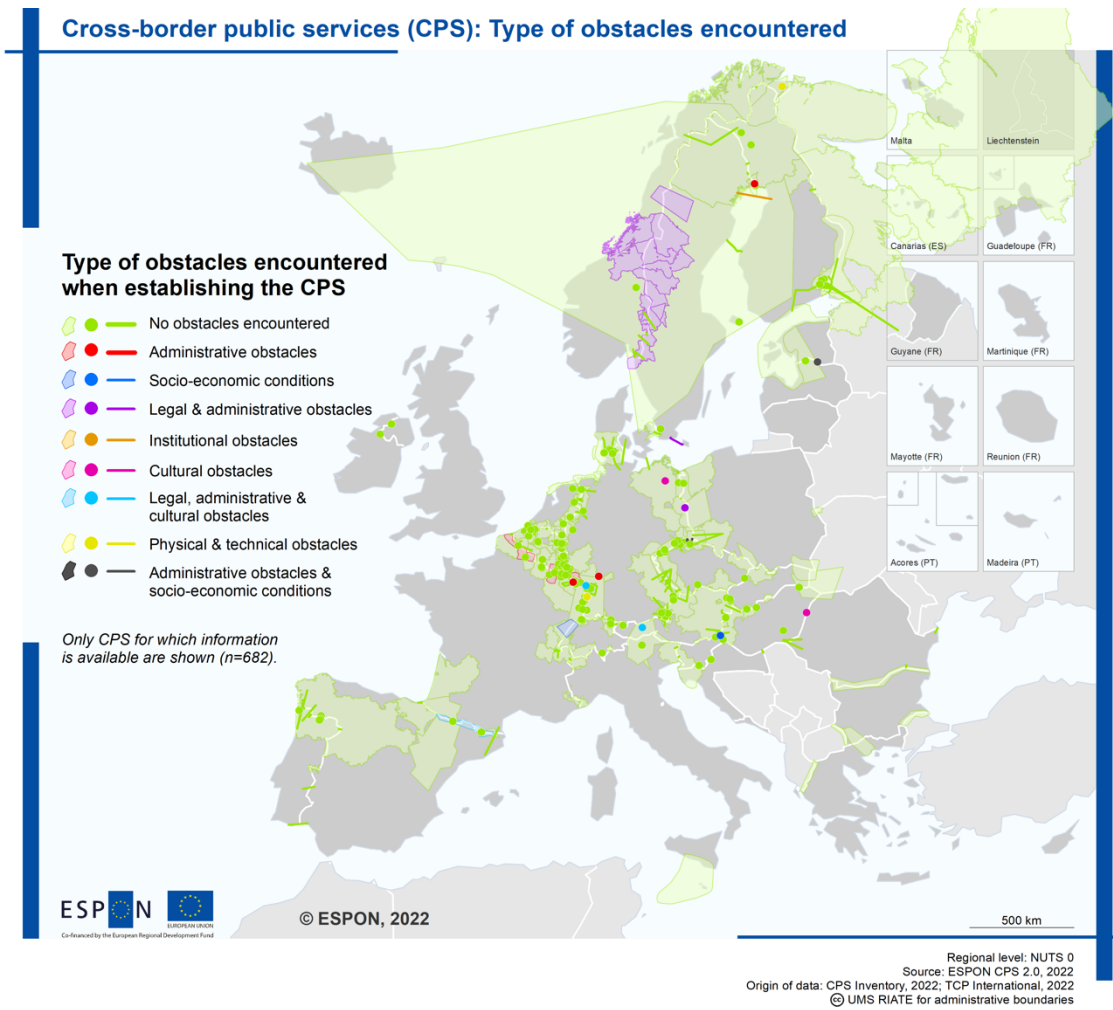 Cross-border public services (CPS): Type of obstacles encountered
Malta
Liechtenstein
Canarias (ES)
Guadeloupe (FR)
Guyane (FR)
Martinique (FR)
Mayotte (FR)
Reunion (FR)
Acores (PT)
Madeira (PT)
Type of obstacles encountered
when establishing the CPS
No obstacles encountered
Administrative obstacles
Socio-economic conditions
Legal & administrative obstacles
Institutional obstacles
Cultural obstacles
Legal, administrative &
cultural obstacles
Physical & technical obstacles
Administrative obstacles &
socio-economic conditions
Only CPS for which information
is available are shown (n=682).
ESPON
EUROPEAN UNION
Co-financed by the European Regional Development Fund
© ESPON, 2022
500 km
Regional level: NUTS 0
Source: ESPON CPS 2.0, 2022
Origin of data: CPS Inventory, 2022; TCP International, 2022
(cc) UMS RIATE for administrative boundaries